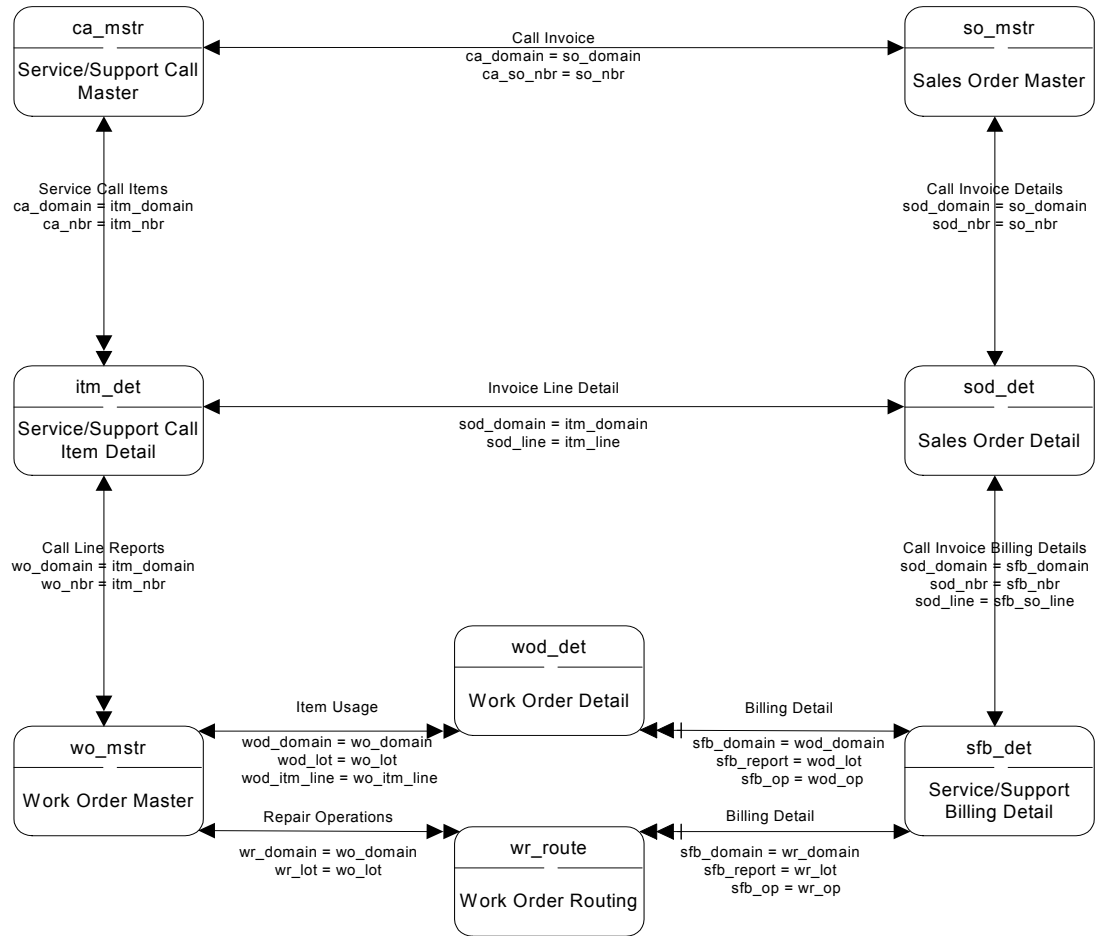 ca_mstr
Service/Support Call
Master
Call Invoice
ca_domain = so_domain
ca_so_nbr = so_nbr
so_mstr
Sales Order Master
Service Call Items
ca_domain = itm_domain
ca_nbr = itm_nbr
Call Invoice Details
sod_domain = so_domain
sod_nbr = so_nbr
itm_det
Service/Support Call
Item Detail
Invoice Line Detail
sod_domain = itm_domain
sod_line = itm_line
sod_det
Sales Order Detail
Call Line Reports
wo_domain = itm_domain
wo_nbr = itm_nbr
Call Invoice Billing Details
sod_domain = sfb_domain
sod_nbr = sfb_nbr
sod_line = sfb_so_line
wod_det
Work Order Detail
wo_mstr
Work Order Master
Item Usage
wod_domain = wo_domain
wod_lot = wo_lot
wod_itm_line = wo_itm_line
Billing Detail
sfb_domain = wod_domain
sfb_report = wod_lot
sfb_op = wod_op
sfb_det
Service/Support
Billing Detail
Repair Operations
wr_domain = wo_domain
wr_lot = wo_lot
wr_route
Work Order Routing
Billing Detail
sfb_domain = wr_domain
sfb_report = wr_lot
sfb_op = wr_op